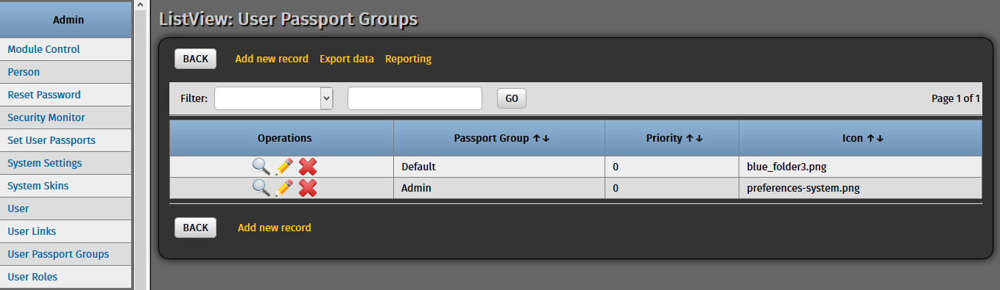 Admin
Module Control
Person
Reset Password
Security Monitor
Set User Passports
System Settings
System Skins
User
User Links
User Passport Groups
User Roles
ListView: User Passport Groups
BACK Add new record Export data Reporting
Filter: GO Page 1 of 1
Operations Passport Group ↑↓ Priority ↑↓ Icon ↑↓
Default 0 blue_folder3.png
Admin 0 preferences-system.png
BACK Add new record